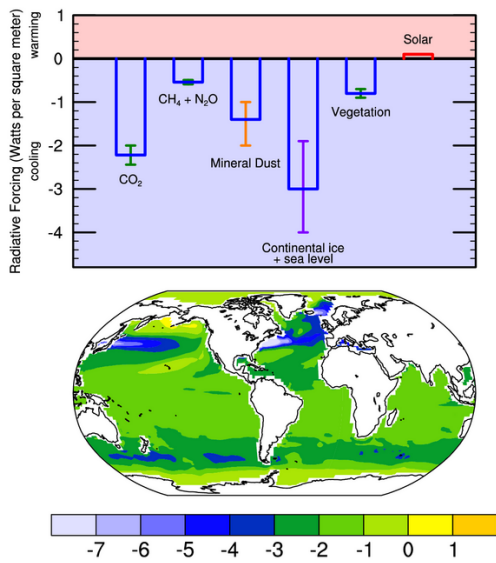 Radiative Forcing (Watts per square meter)
cooling
warming
1
0
-1
-2
-3
-4
Solar
CH₄ + N₂O
Vegetation
Mineral Dust
CO₂
Continental ice
+ sea level
-7 -6 -5 -4 -3 -2 -1 0 1